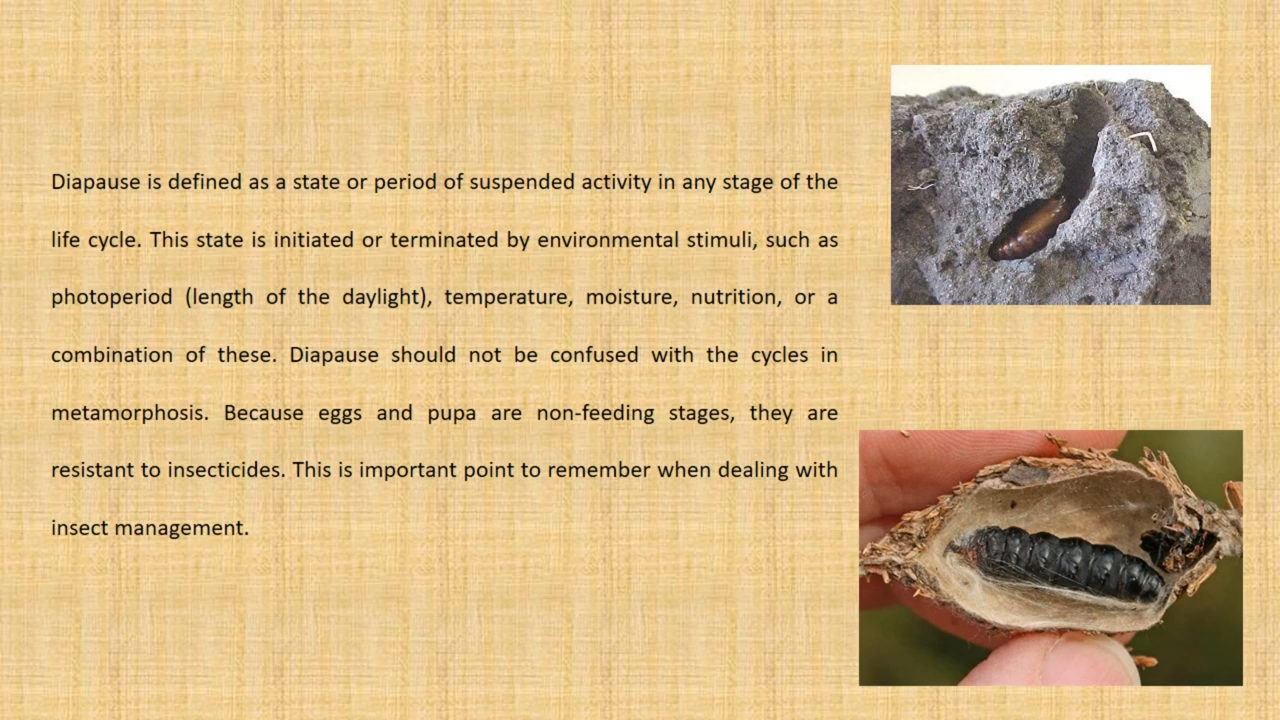 Diapause is defined as a state or period of suspended activity in any stage of the
life cycle. This state is initiated or terminated by environmental stimuli, such as
photoperiod (length of the daylight), temperature, moisture, nutrition, or a
combination of these. Diapause should not be confused with the cycles in
metamorphosis. Because eggs and pupa are non-feeding stages, they are
resistant to insecticides. This is important point to remember when dealing with
insect management.